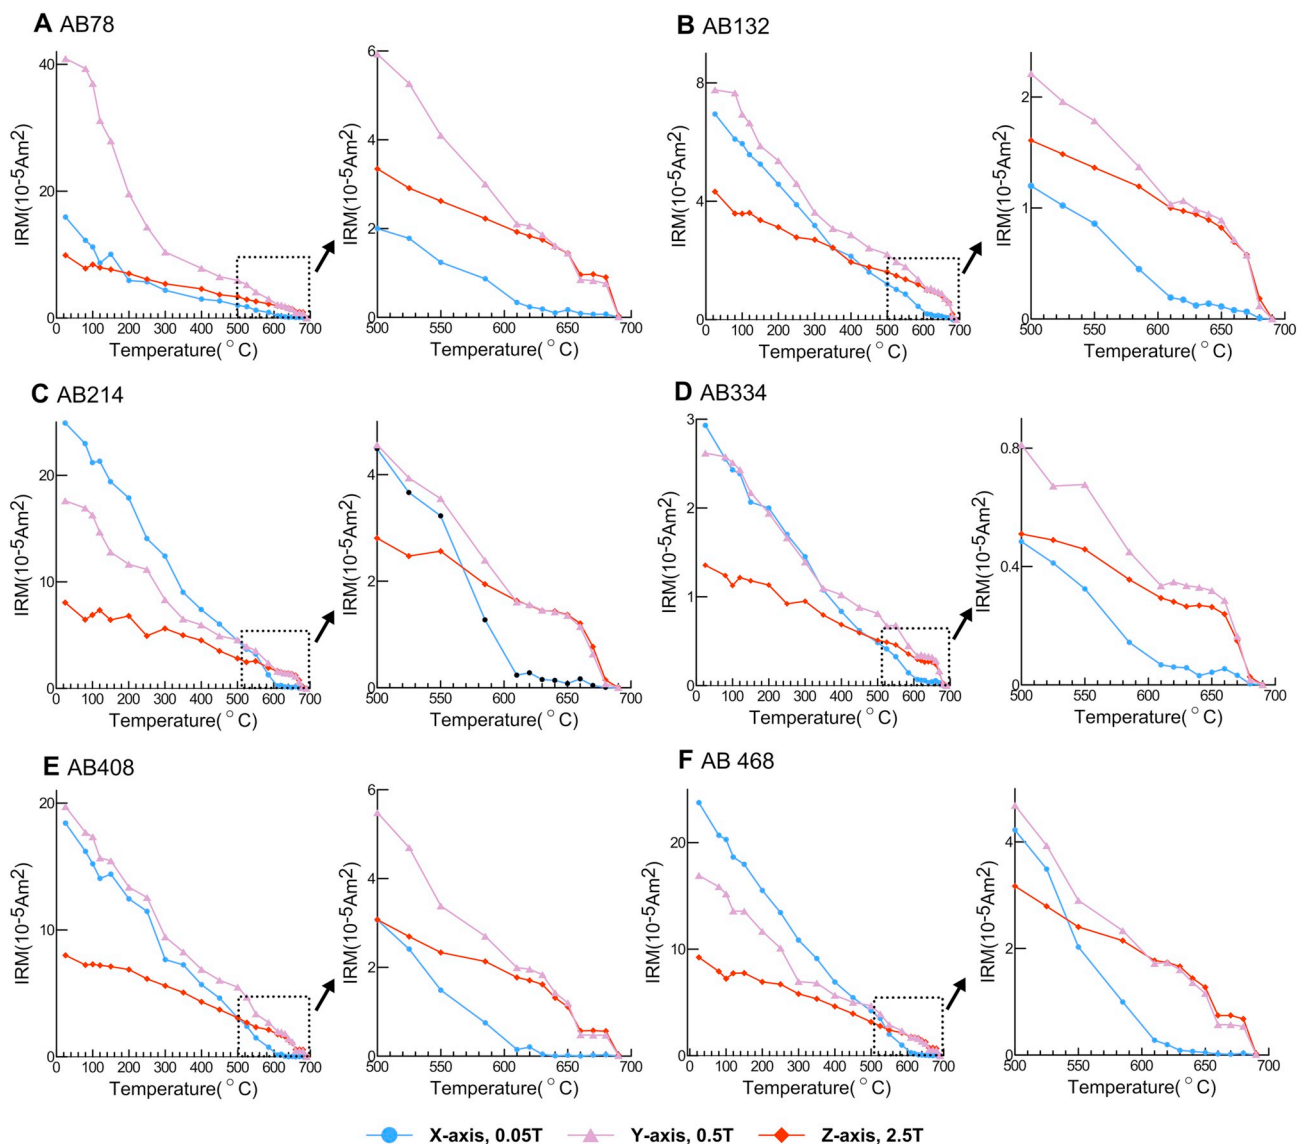 A AB78
IRM(10-5Am2)
40
20
0
0 100 200 300 400 500 600 700
Temperature(°C)
IRM(10-5Am2)
6
4
2
0
500 550 600 650 700
Temperature(°C)
B AB132
IRM(10-5Am2)
8
4
0
0 100 200 300 400 500 600 700
Temperature(°C)
IRM(10-5Am2)
2
1
0
500 550 600 650 700
Temperature(°C)
C AB214
IRM(10-5Am2)
20
10
0
0 100 200 300 400 500 600 700
Temperature(°C)
IRM(10-5Am2)
4
2
0
500 550 600 650 700
Temperature(°C)
D AB334
IRM(10-5Am2)
3
2
1
0
0 100 200 300 400 500 600 700
Temperature(°C)
IRM(10-5Am2)
0.8
0.4
0
500 550 600 650 700
Temperature(°C)
E AB408
IRM(10-5Am2)
20
10
0
0 100 200 300 400 500 600 700
Temperature(°C)
IRM(10-5Am2)
6
4
2
0
500 550 600 650 700
Temperature(°C)
F AB 468
IRM(10-5Am2)
20
10
0
0 100 200 300 400 500 600 700
Temperature(°C)
IRM(10-5Am2)
4
2
0
500 550 600 650 700
Temperature(°C)
X-axis, 0.05T Y-axis, 0.5T Z-axis, 2.5T